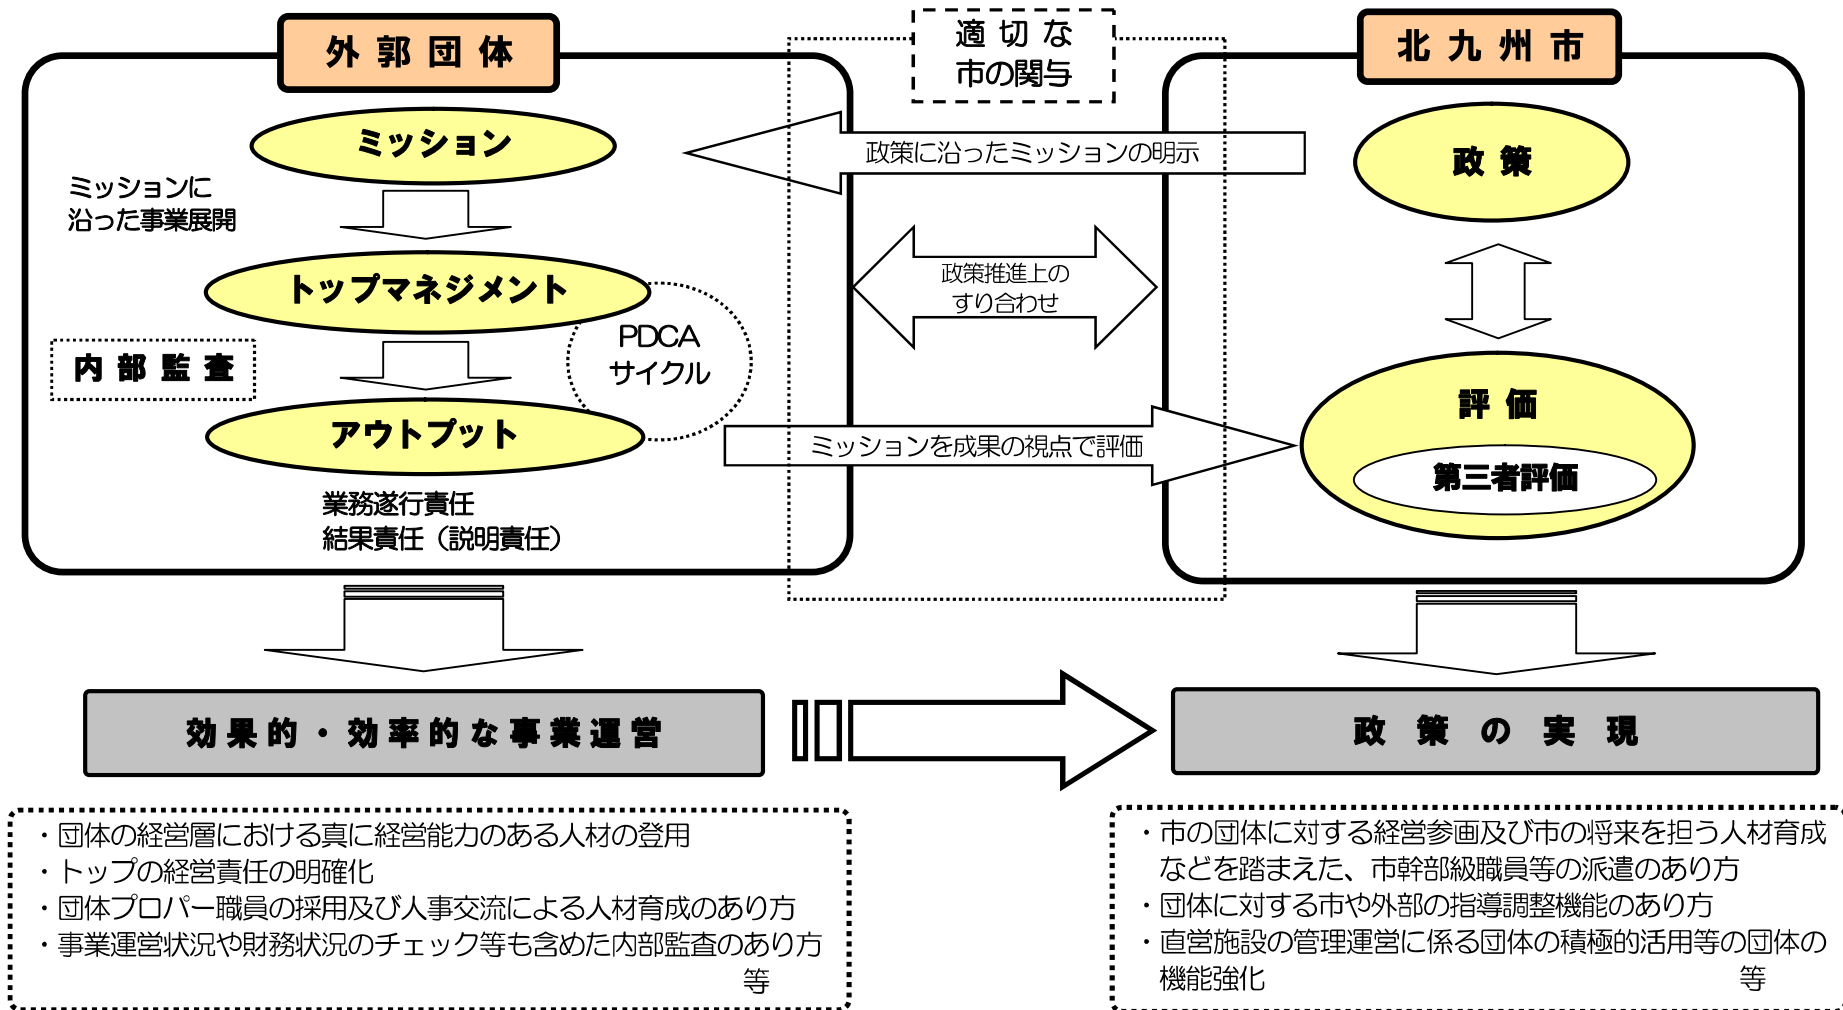 外郭団体
適切な
市の関与
北九州市
ミッション
政策に沿ったミッションの明示
政策
ミッションに
沿った事業展開
トップマネジメント
政策推進上の
すり合わせ
PDCA
サイクル
内部監査
アウトプット
ミッションを成果の視点で評価
評価
第三者評価
業務遂行責任
結果責任（説明責任）
効果的・効率的な事業運営
政策の実現
・団体の経営層における真に経営能力のある人材の登用
・トップの経営責任の明確化
・団体プロパー職員の採用及び人事交流による人材育成のあり方
・事業運営状況や財務状況のチェック等も含めた内部監査のあり方
等
・市の団体に対する経営参画及び市の将来を担う人材育成
などを踏まえた、市幹部級職員等の派遣のあり方
・団体に対する市や外部の指導調整機能のあり方
・直営施設の管理運営に係る団体の積極的活用等の団体の
機能強化 等